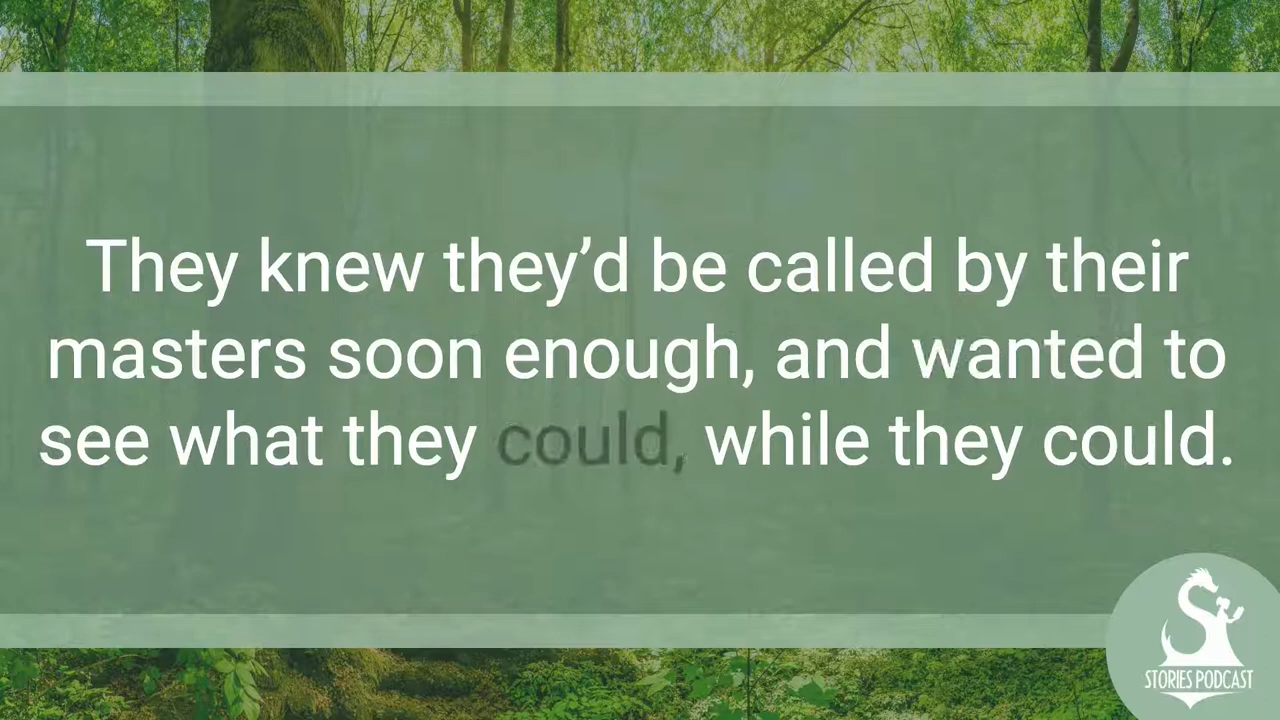 They knew they’d be called by their
masters soon enough, and wanted to
see what they could, while they could.
STORIES PODCAST